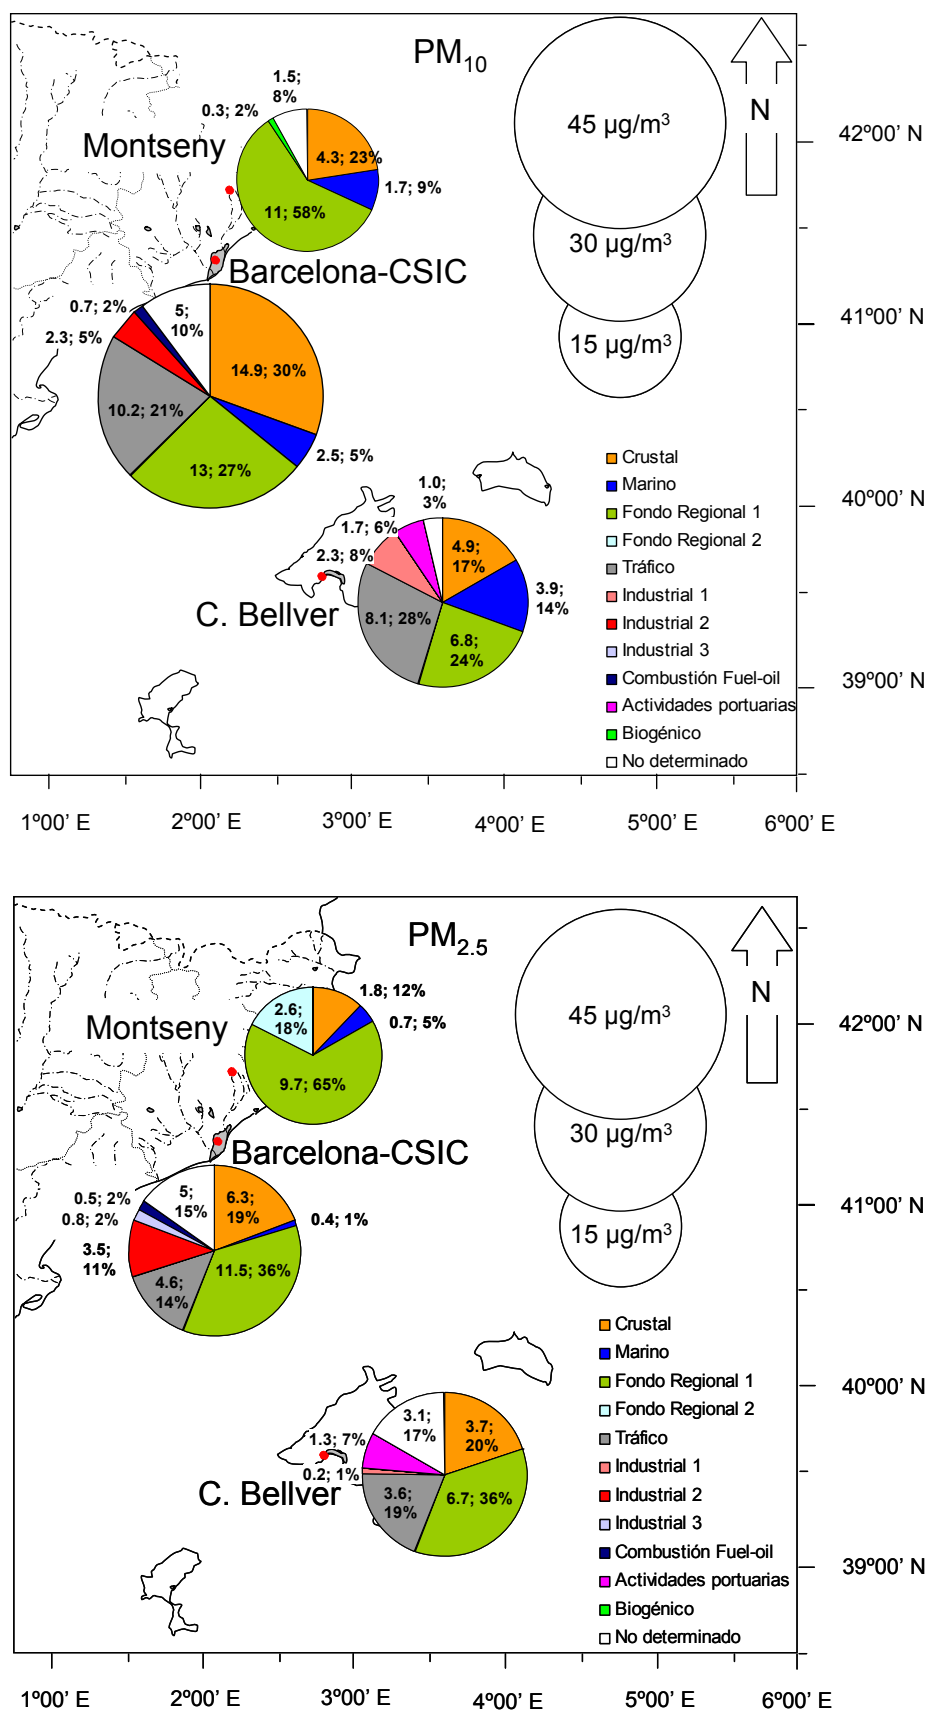 PM10
45 µg/m3
30 µg/m3
15 µg/m3
N
42º00’ N
41º00’ N
40º00’ N
39º00’ N
Montseny
1.5;
8%
0.3; 2%
4.3; 23%
1.7; 9%
11; 58%
Barcelona-CSIC
0.7; 2%
5;
10%
2.3; 5%
14.9; 30%
10.2; 21%
2.5; 5%
13; 27%
C. Bellver
1.0;
3%
1.7; 6%
2.3; 8%
4.9;
17%
3.9;
14%
8.1; 28%
6.8;
24%
Crustal
Marino
Fondo Regional 1
Fondo Regional 2
Tráfico
Industrial 1
Industrial 2
Industrial 3
Combustión Fuel-oil
Actividades portuarias
Biogénico
No determinado
1º00’ E
2º00’ E
3º00’ E
4º00’ E
5º00’ E
6º00’ E
PM2.5
45 µg/m3
30 µg/m3
15 µg/m3
N
42º00’ N
41º00’ N
40º00’ N
39º00’ N
Montseny
2.6;
18%
1.8; 12%
0.7; 5%
9.7; 65%
Barcelona-CSIC
0.5; 2%
0.8; 2%
5;
15%
6.3;
19%
0.4; 1%
3.5;
11%
11.5; 36%
4.6;
14%
C. Bellver
3.1;
17%
1.3; 7%
0.2; 1%
3.7;
20%
3.6;
19%
6.7; 36%
Crustal
Marino
Fondo Regional 1
Fondo Regional 2
Tráfico
Industrial 1
Industrial 2
Industrial 3
Combustión Fuel-oil
Actividades portuarias
Biogénico
No determinado
1º00’ E
2º00’ E
3º00’ E
4º00’ E
5º00’ E
6º00’ E